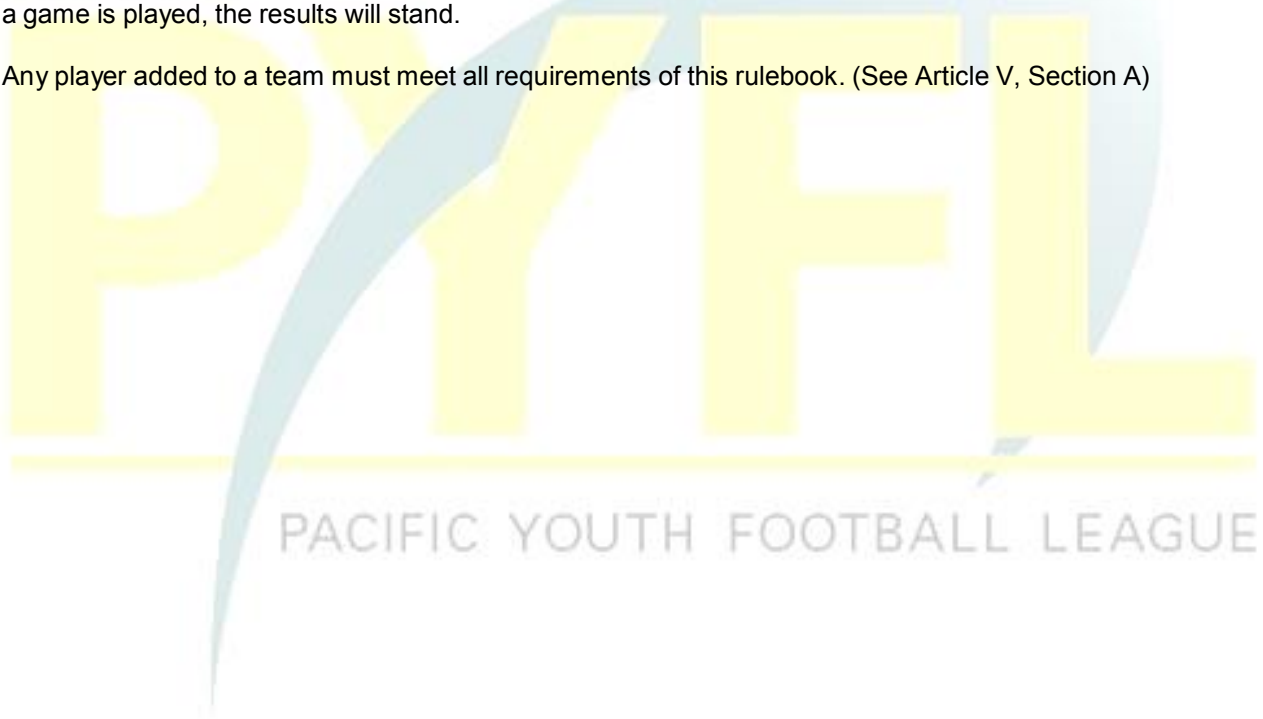 a game is played, the results will stand.
Any player added to a team must meet all requirements of this rulebook. (See Article V, Section A)
PYFL
PACIFIC YOUTH FOOTBALL LEAGUE